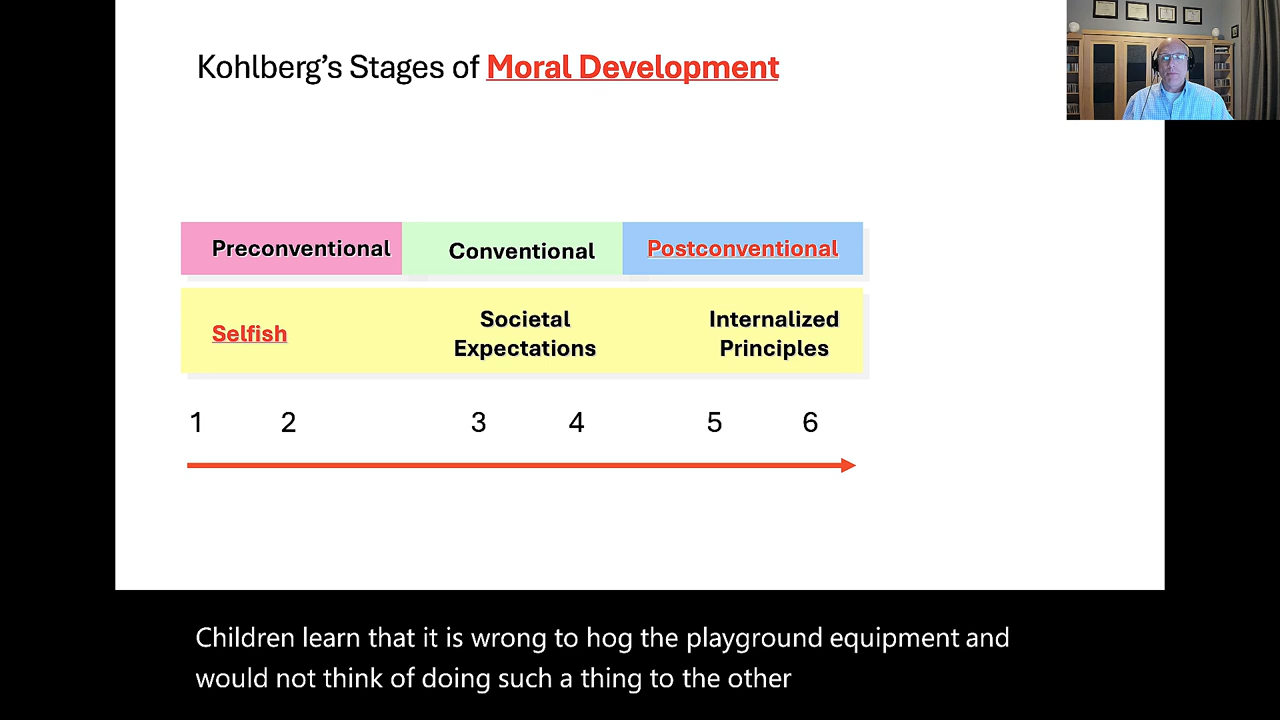 Kohlberg's Stages of Moral Development
Preconventional Conventional Postconventional
Selfish
Societal
Expectations
Internalized
Principles
1 2 3 4 5 6
Children learn that it is wrong to hog the playground equipment and
would not think of doing such a thing to the other